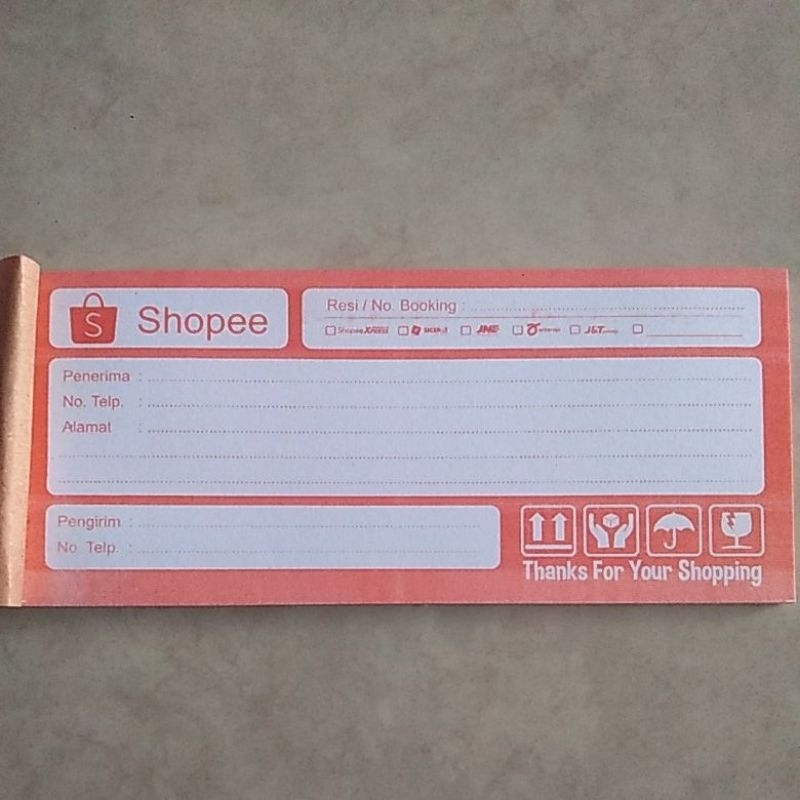 S
Shopee
Resi / No. Booking :
Shopee XPRESS JNE J&T
Penerima :
No. Telp. :
Alamat :
Pengirim :
No. Telp. :
Thanks For Your Shopping